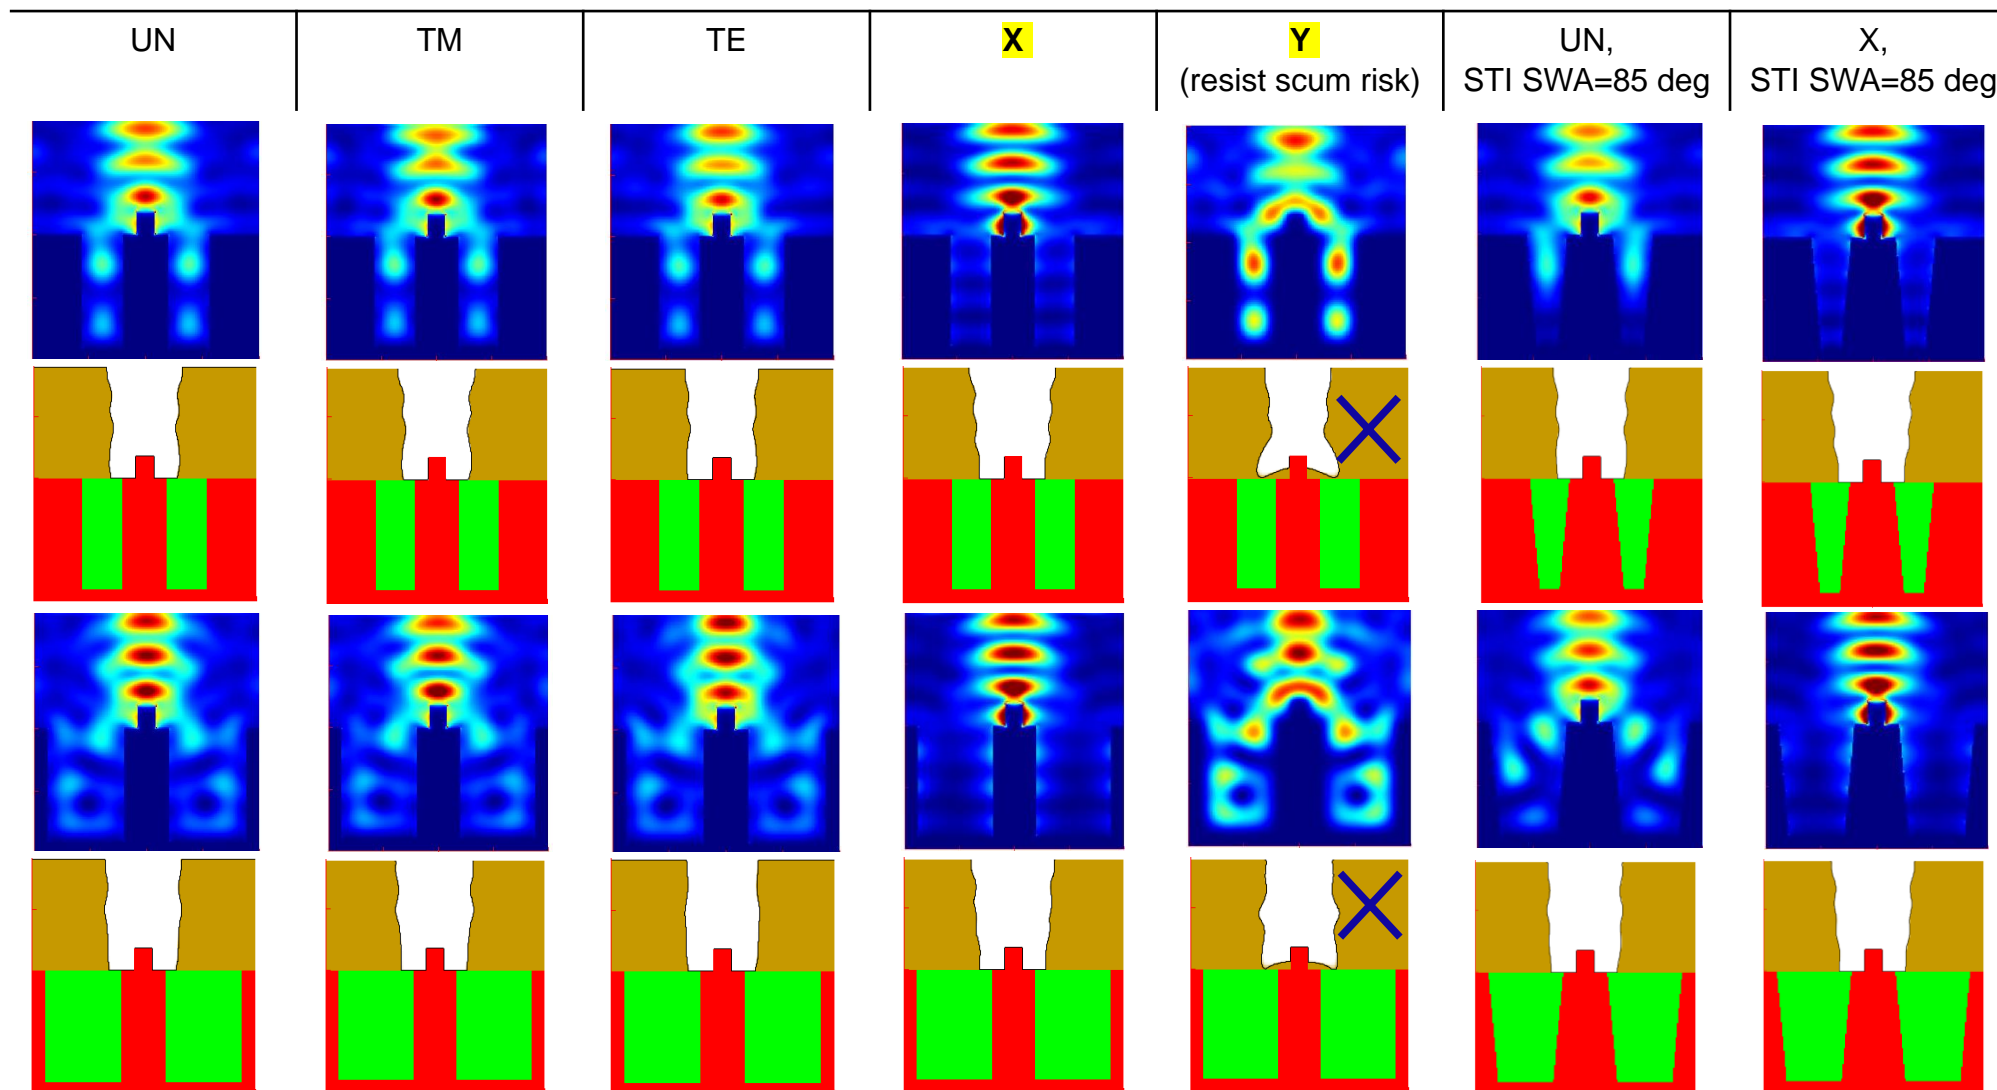 UN
TM
TE
X
Y
(resist scum risk)
UN,
STI SWA=85 deg
X,
STI SWA=85 deg